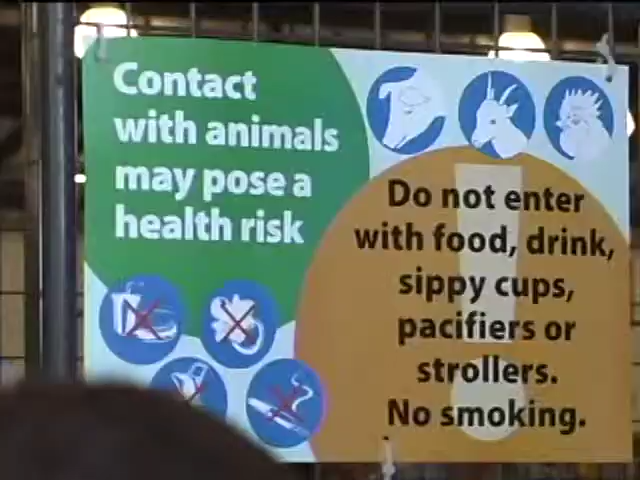 Contact
with animals
may pose a
health risk
Do not enter
with food, drink,
sippy cups,
pacifiers or
strollers.
No smoking.